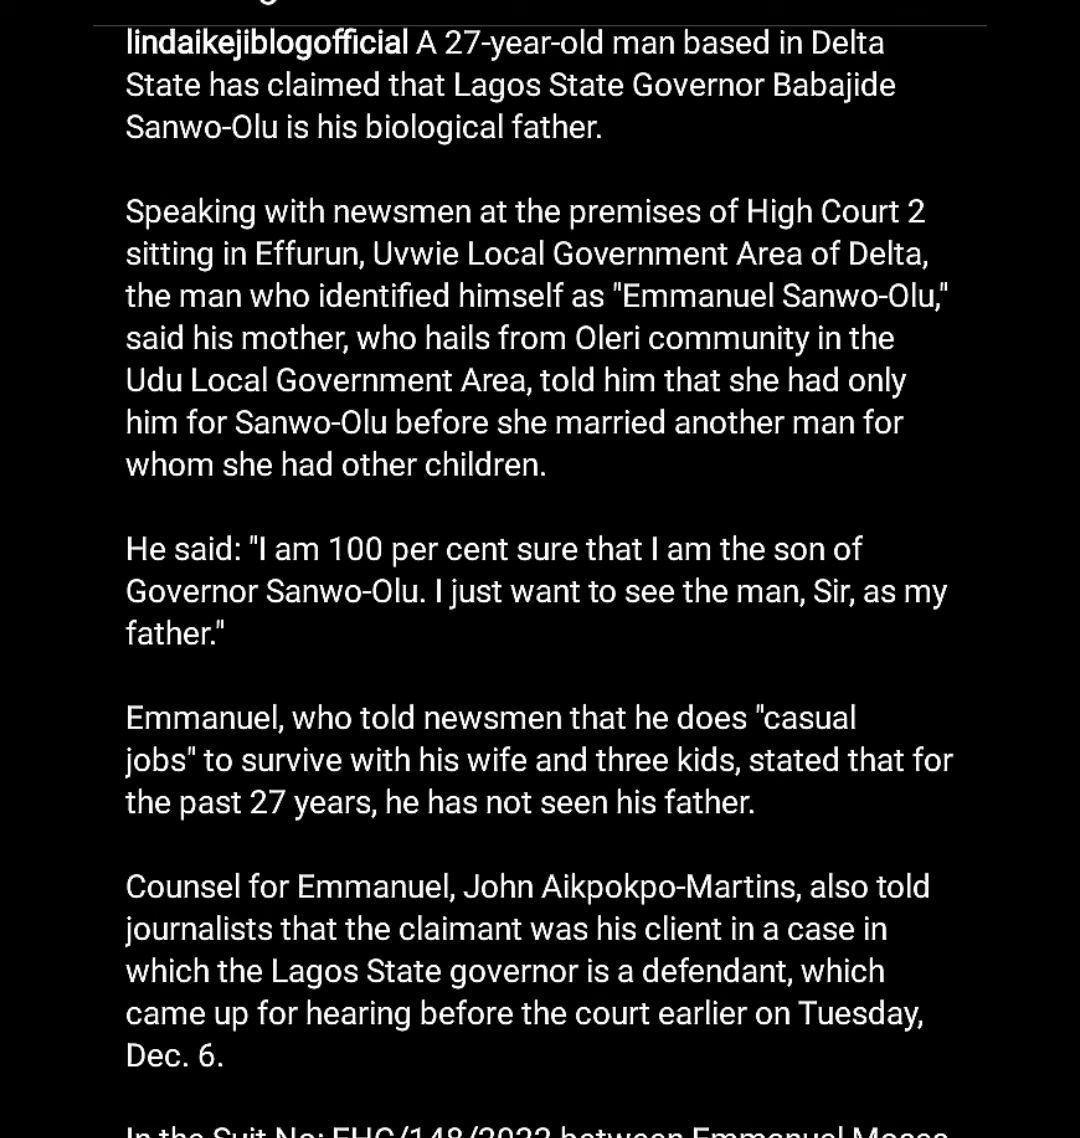 lindaikejiblogofficial A 27-year-old man based in Delta
State has claimed that Lagos State Governor Babajide
Sanwo-Olu is his biological father.
Speaking with newsmen at the premises of High Court 2
sitting in Effurun, Uvwie Local Government Area of Delta,
the man who identified himself as "Emmanuel Sanwo-Olu,"
said his mother, who hails from Oleri community in the
Udu Local Government Area, told him that she had only
him for Sanwo-Olu before she married another man for
whom she had other children.
He said: "I am 100 per cent sure that I am the son of
Governor Sanwo-Olu. I just want to see the man, Sir, as my
father."
Emmanuel, who told newsmen that he does "casual
jobs" to survive with his wife and three kids, stated that for
the past 27 years, he has not seen his father.
Counsel for Emmanuel, John Aikpokpo-Martins, also told
journalists that the claimant was his client in a case in
which the Lagos State governor is a defendant, which
came up for hearing before the court earlier on Tuesday,
Dec. 6.
In the Suit No: EHC/148/2022 between Emmanuel